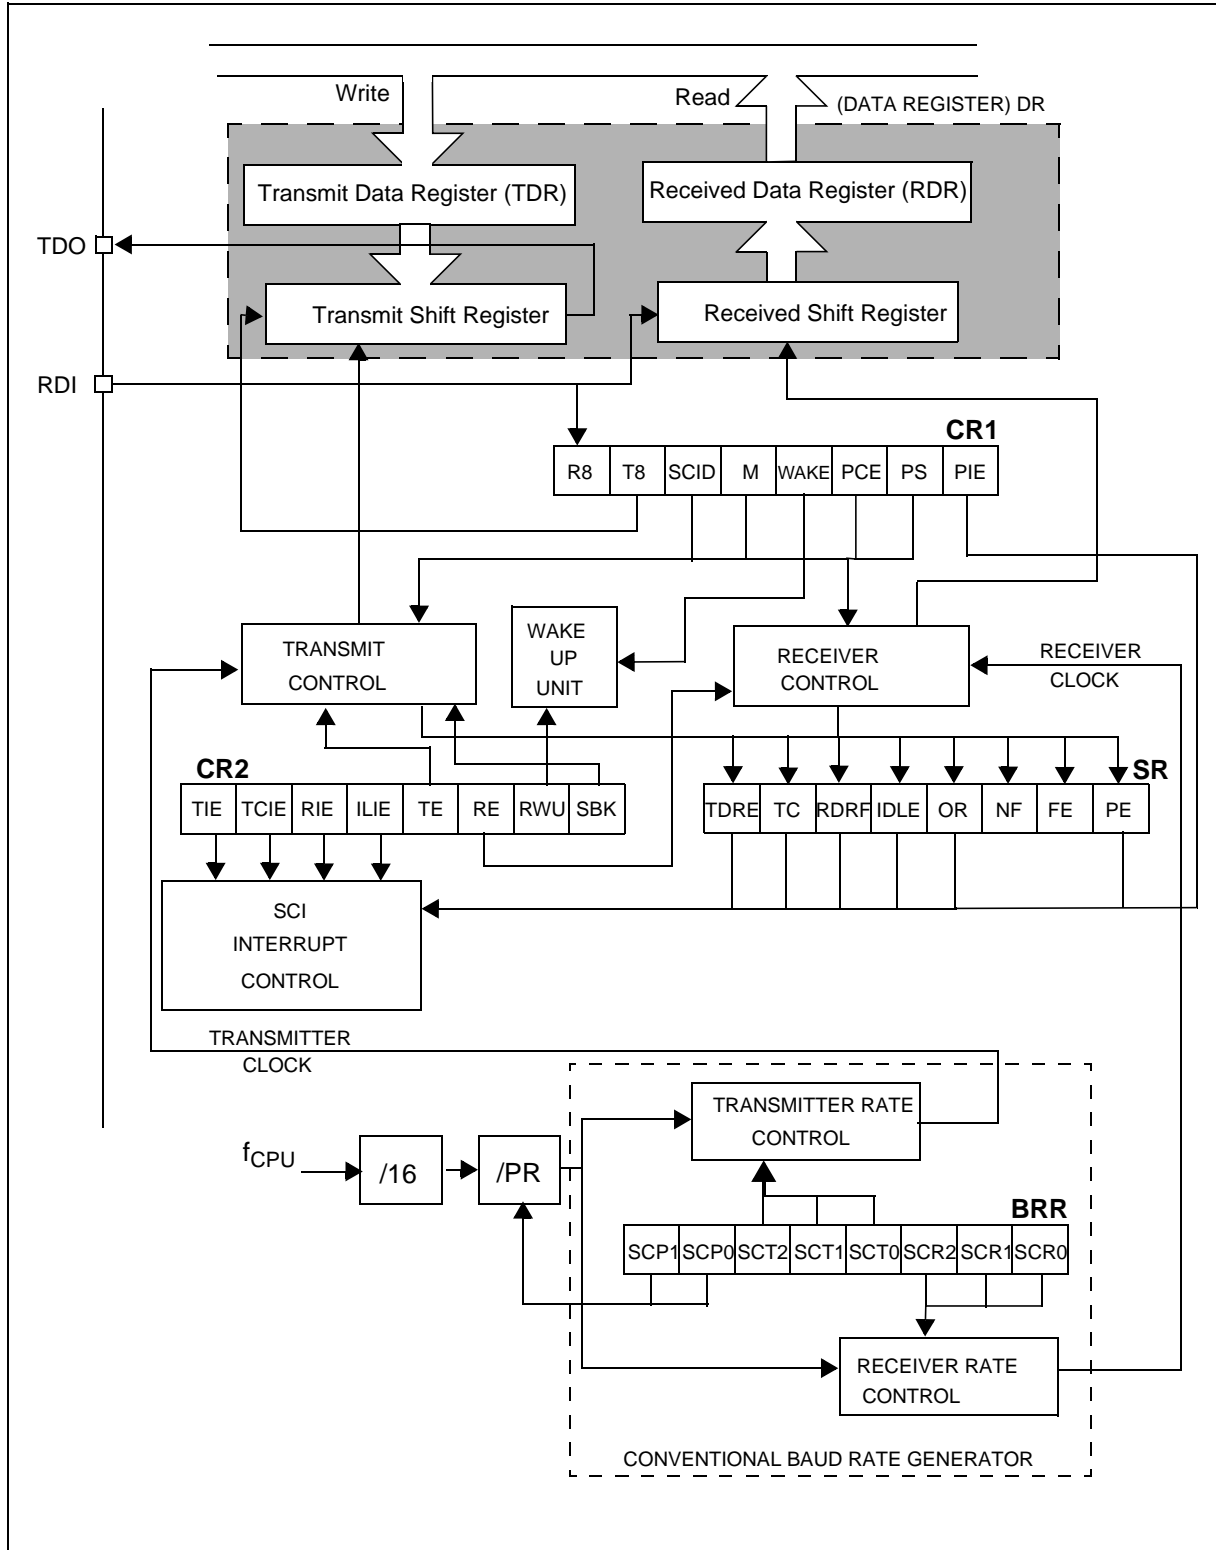 Write
Read
(DATA REGISTER) DR
Transmit Data Register (TDR)
Received Data Register (RDR)
TDO
Transmit Shift Register
Received Shift Register
RDI
CR1
R8 T8 SCID M WAKE PCE PS PIE
TRANSMIT
CONTROL
WAKE
UP
UNIT
RECEIVER
CONTROL
RECEIVER
CLOCK
CR2
TIE TCIE RIE ILIE TE RE RWU SBK
SR
TDRE TC RDRF IDLE OR NF FE PE
SCI
INTERRUPT
CONTROL
TRANSMITTER
CLOCK
TRANSMITTER RATE
CONTROL
fCPU
/16
/PR
BRR
SCP1 SCP0 SCT2 SCT1 SCT0 SCR2 SCR1 SCR0
RECEIVER RATE
CONTROL
CONVENTIONAL BAUD RATE GENERATOR